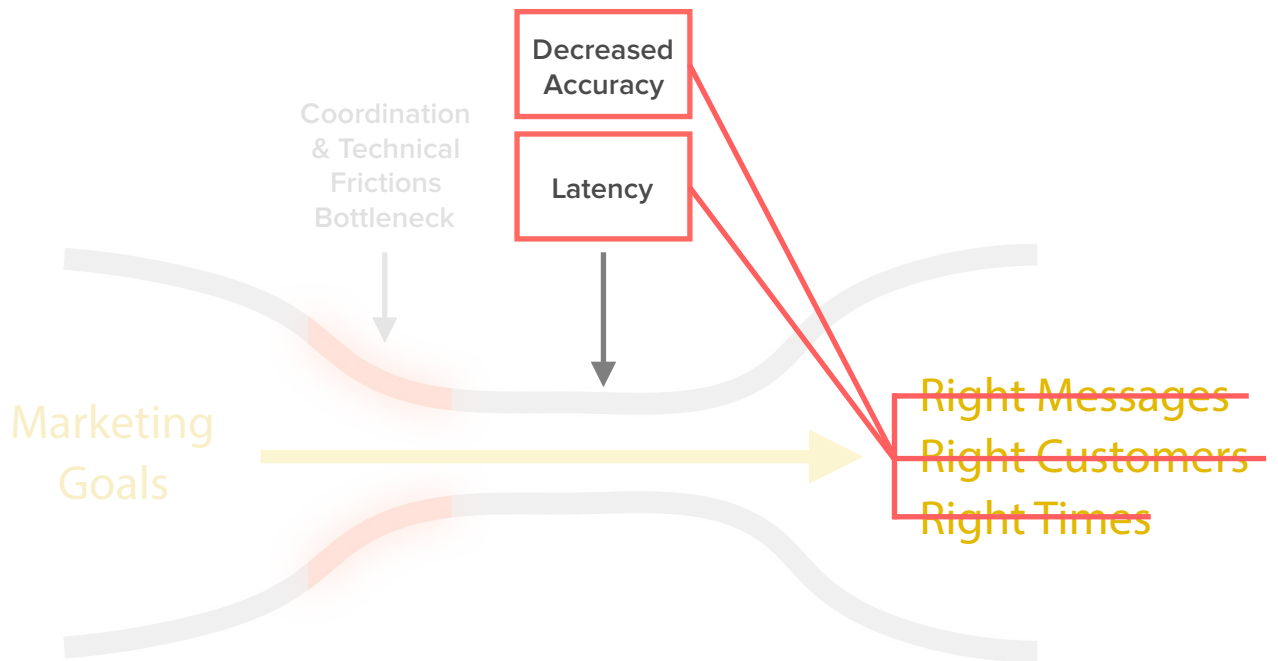 Decreased
Accuracy
Coordination
& Technical
Frictions
Bottleneck
Latency
Marketing
Goals
Right Messages
Right Customers
Right Times